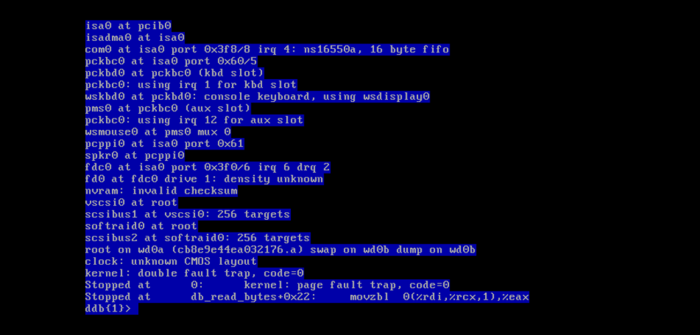 isa0 at pcib0
isadma0 at isa0
com0 at isa0 port 0x3f8/8 irq 4: ns16550a, 16 byte fifo
pckbc0 at isa0 port 0x60/5
pckbd0 at pckbc0 (kbd slot)
pckbc0: using irq 1 for kbd slot
wskbd0 at pckbd0: console keyboard, using wsdisplay0
pms0 at pckbc0 (aux slot)
pckbc0: using irq 12 for aux slot
wsmouse0 at pms0 mux 0
pcppi0 at isa0 port 0x61
spkr0 at pcppi0
fdc0 at isa0 port 0x3f0/6 irq 6 drq 2
fd0 at fdc0 drive 1: density unknown
nvram: invalid checksum
vscsi0 at root
scsibus1 at vscsi0: 256 targets
softraid0 at root
scsibus2 at softraid0: 256 targets
root on wd0a (cb8e9e44ea032176.a) swap on wd0b dump on wd0b
clock: unknown CMOS layout
kernel: double fault trap, code=0
Stopped at      0:      kernel: page fault trap, code=0
Stopped at      db_read_bytes+0x22:     movzbl  0(%rdi,%rcx,1),%eax
ddb{1}>